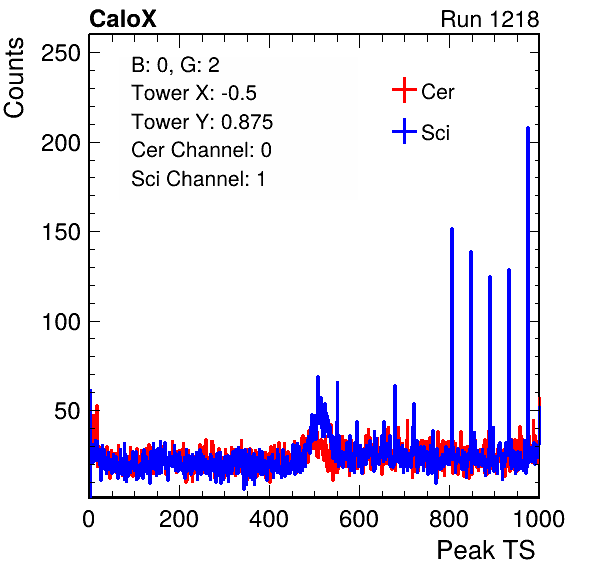 CaloX Run 1218
Counts
B: 0, G: 2
Tower X: -0.5
Tower Y: 0.875
Cer Channel: 0
Sci Channel: 1
Cer
Sci
250
200
150
100
50
0 200 400 600 800 1000
Peak TS